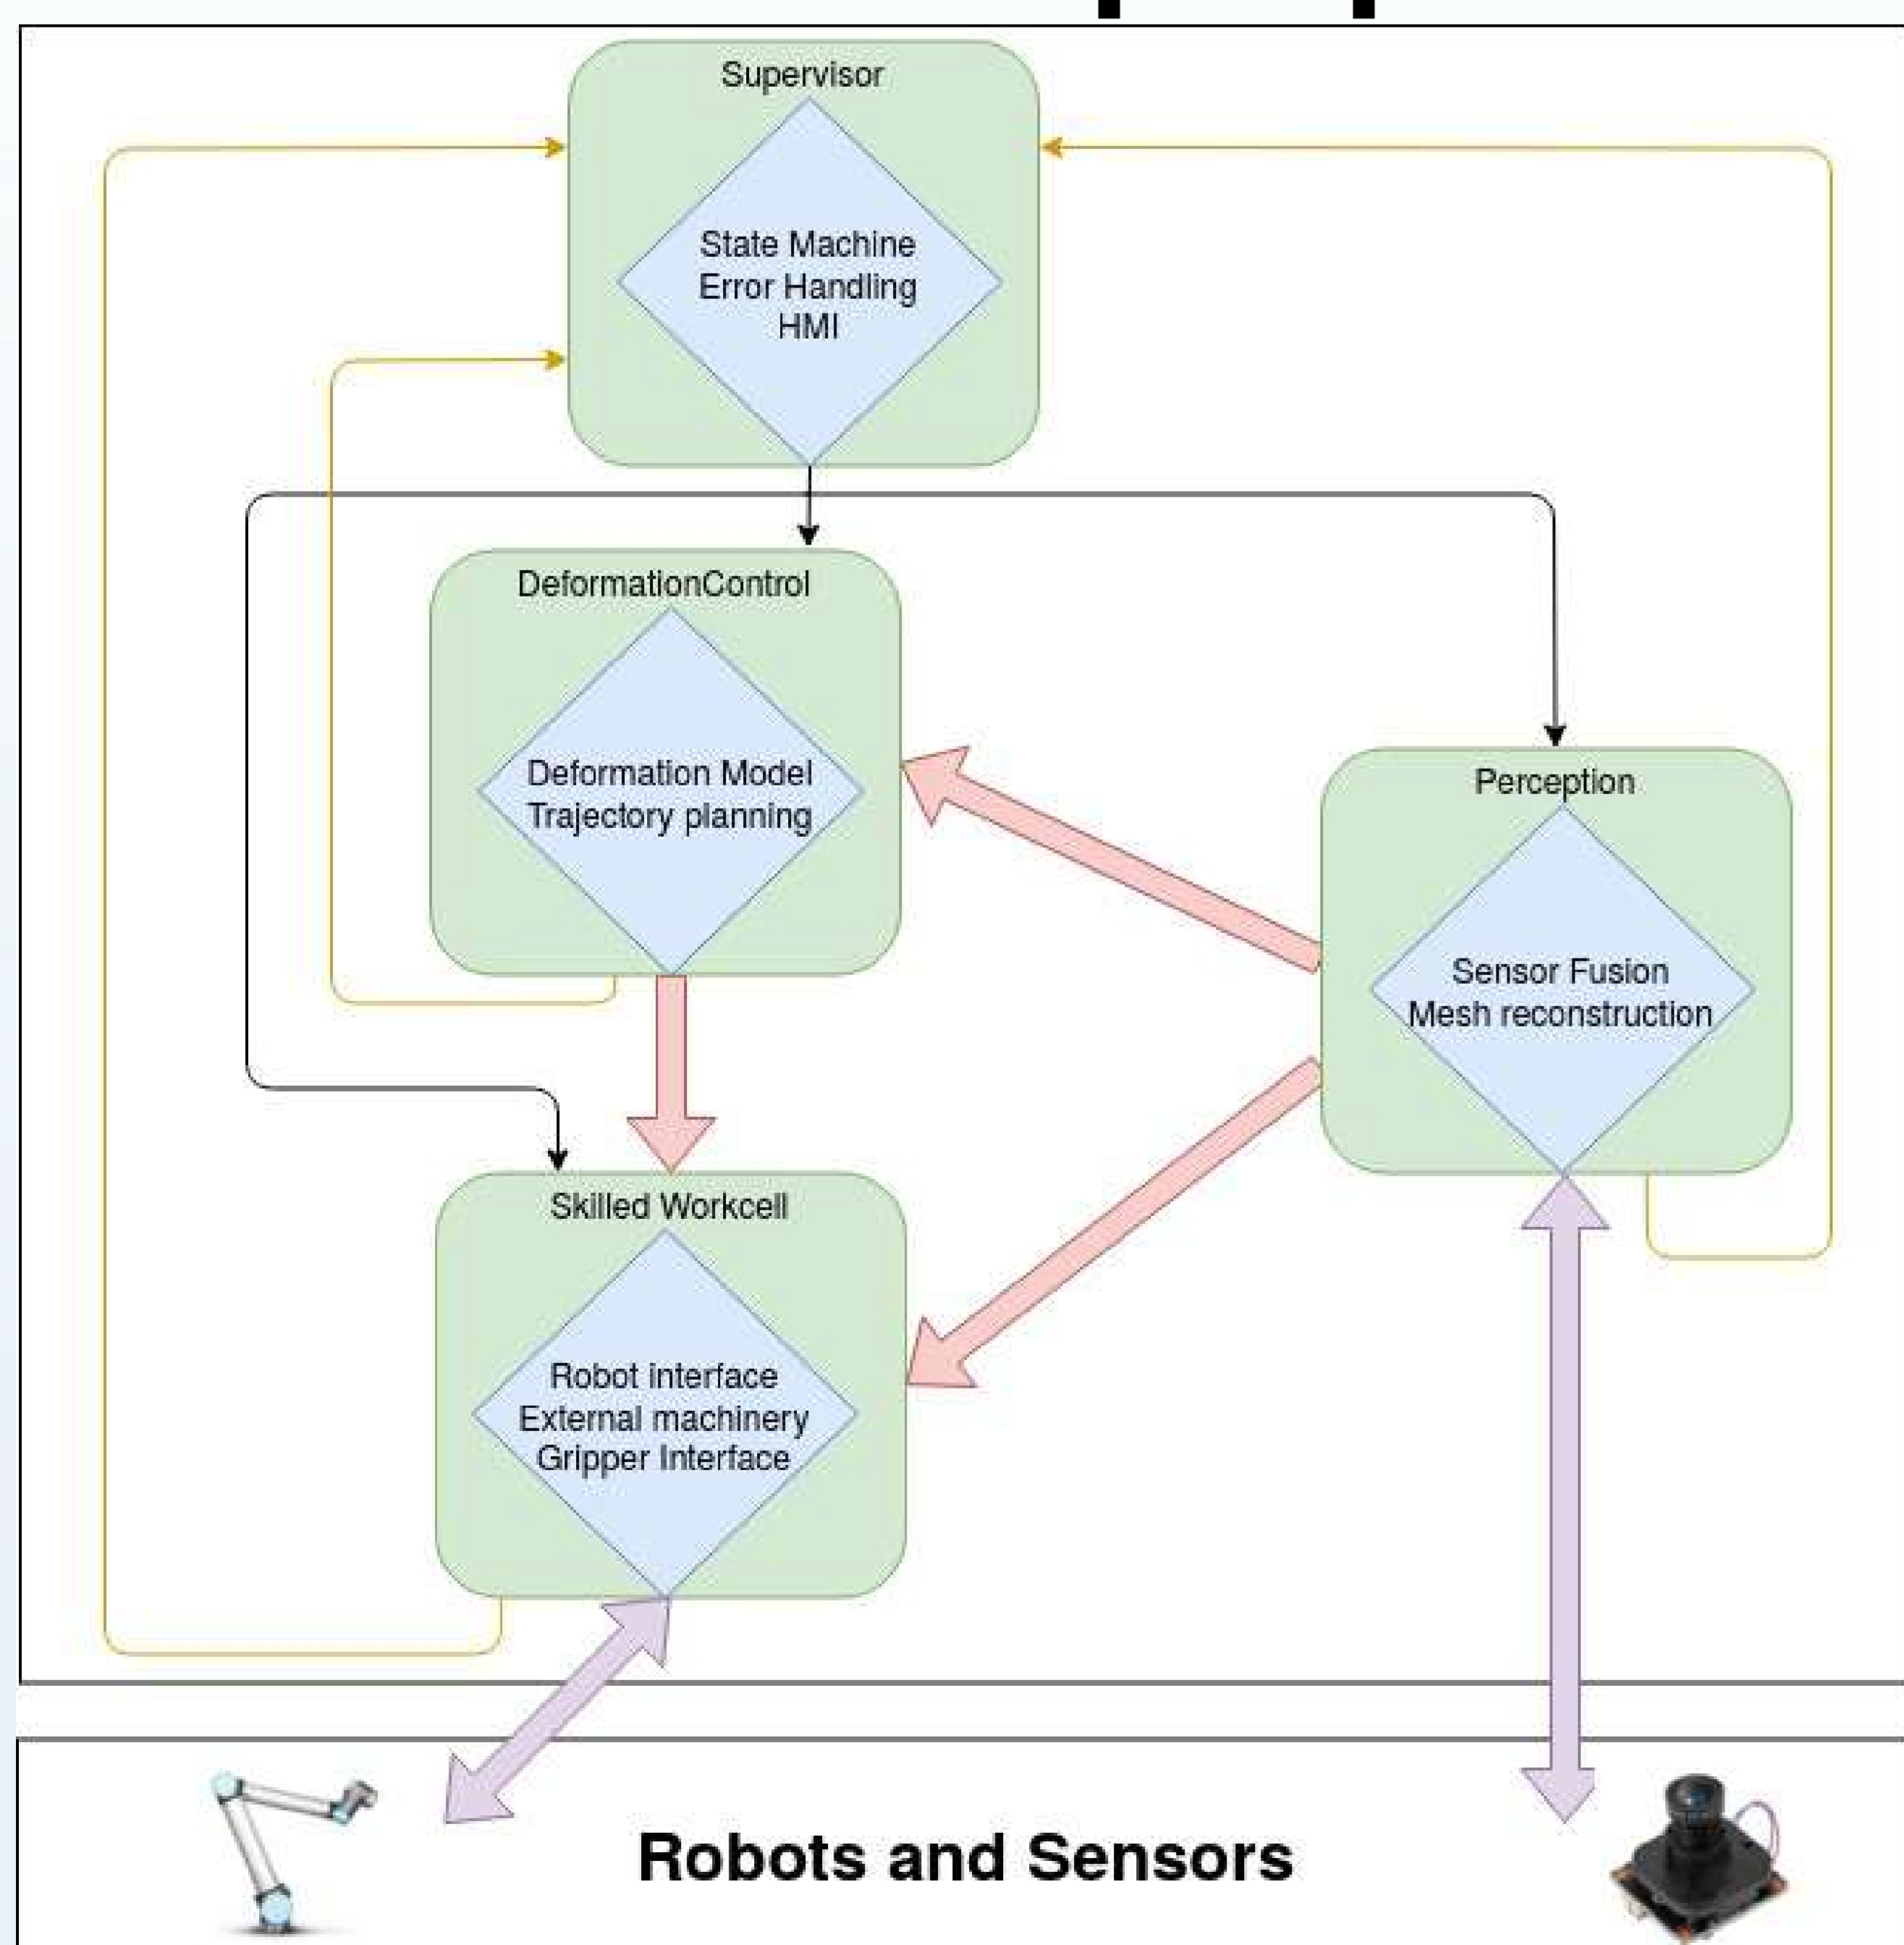 Supervisor
State Machine
Error Handling
HMI
DeformationControl
Deformation Model
Trajectory planning
Perception
Sensor Fusion
Mesh reconstruction
Skilled Workcell
Robot interface
External machinery
Gripper Interface
Robots and Sensors